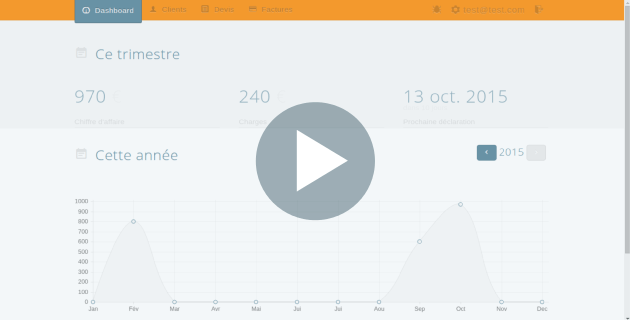 Dashboard Clients Devis Factures test@test.com
Ce trimestre
970 € 240 € 13 oct. 2015
Chiffre d'affaire Charges Prochaine déclaration
Cette année
2015
1000
900
800
700
600
500
400
300
200
100
0
Jan Fév Mar Avr Mai Jui Jui Aou Sep Oct Nov Dec